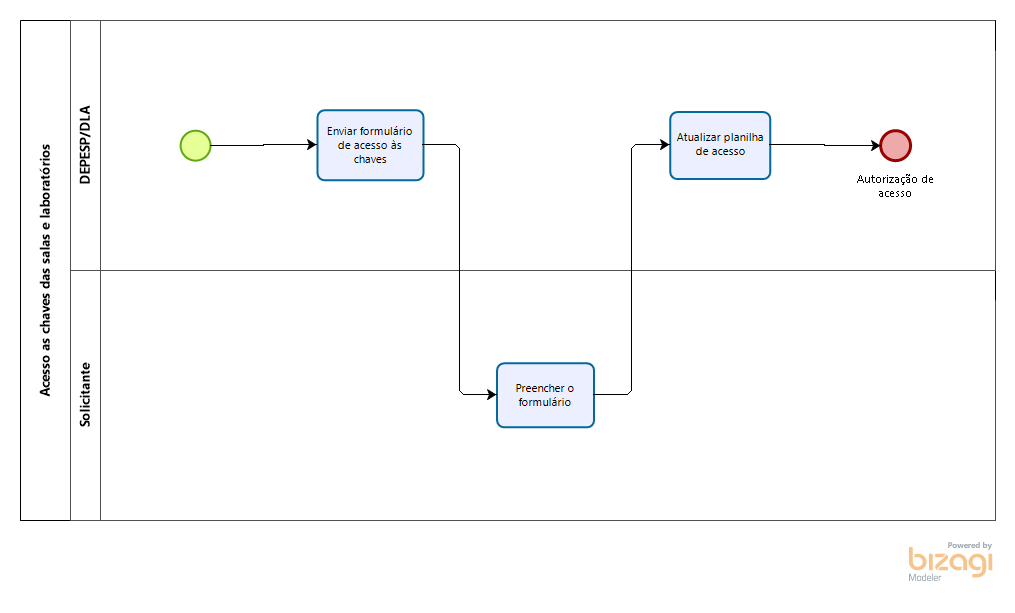 Acesso as chaves das salas e laboratórios
DEPESP/DLA
Enviar formulário
de acesso às
chaves
Atualizar planilha
de acesso
Autorização de
acesso
Solicitante
Preencher o
formulário
Powered by
bizagi
Modeler